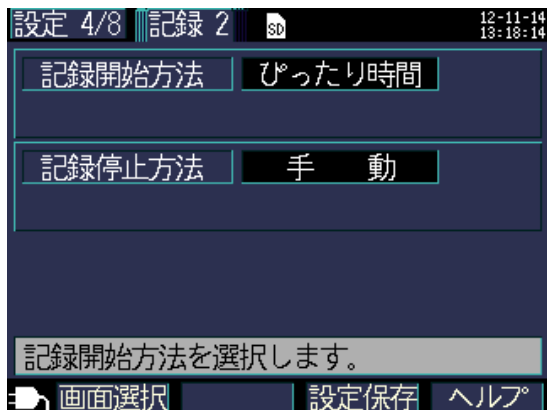 設定 4/8 記録 2 SD 12-11-14
13:18:14
記録開始方法 ぴったり時間
記録停止方法 手 動
記録開始方法を選択します。
画面選択 設定保存 ヘルプ